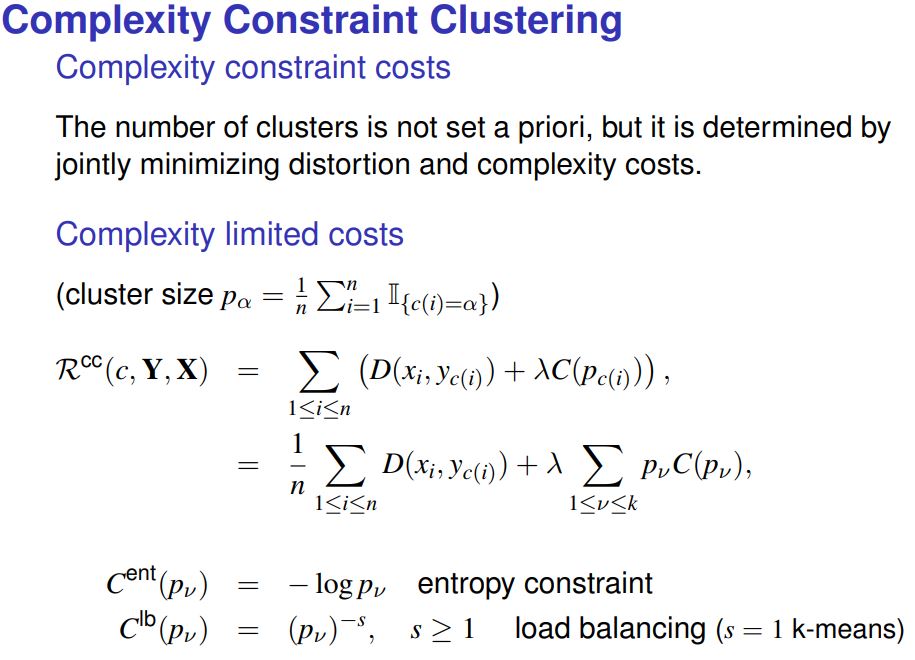 Complexity Constraint Clustering
Complexity constraint costs
The number of clusters is not set a priori, but it is determined by
jointly minimizing distortion and complexity costs.
Complexity limited costs
(cluster size $p_\alpha = \frac{1}{n} \sum_{i=1}^{n} \mathbb{I}_{\{c(i)=\alpha\}}$)
$\mathcal{R}^{\text{cc}}(c, \mathbf{Y}, \mathbf{X}) = \sum_{1 \leq i \leq n} \left( D(x_i, y_{c(i)}) + \lambda C(p_{c(i)}) \right),$
$= \frac{1}{n} \sum_{1 \leq i \leq n} D(x_i, y_{c(i)}) + \lambda \sum_{1 \leq \nu \leq k} p_\nu C(p_\nu),$
$C^{\text{ent}}(p_\nu) = -\log p_\nu$ entropy constraint
$C^{\text{lb}}(p_\nu) = (p_\nu)^{-s}, \quad s \geq 1$ load balancing ($s = 1$ k-means)